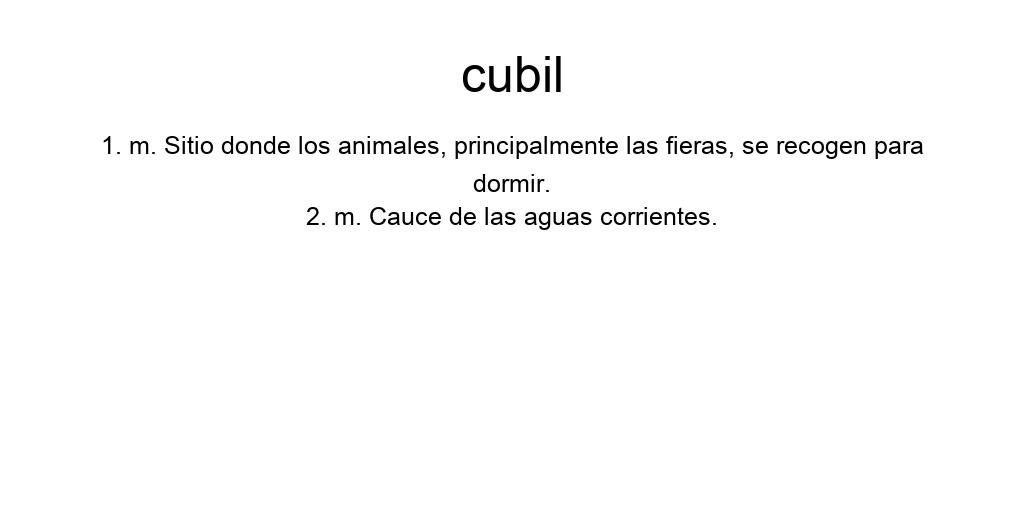 cubil
1. m. Sitio donde los animales, principalmente las fieras, se recogen para
dormir.
2. m. Cauce de las aguas corrientes.